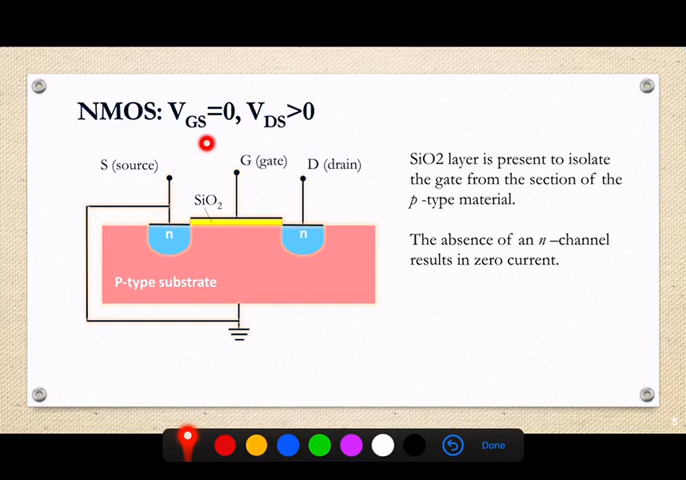 NMOS: VGS=0, VDS>0
S (source)
G (gate)
D (drain)
SiO2
n
n
P-type substrate
SiO2 layer is present to isolate
the gate from the section of the
p -type material.
The absence of an n –channel
results in zero current.
Done